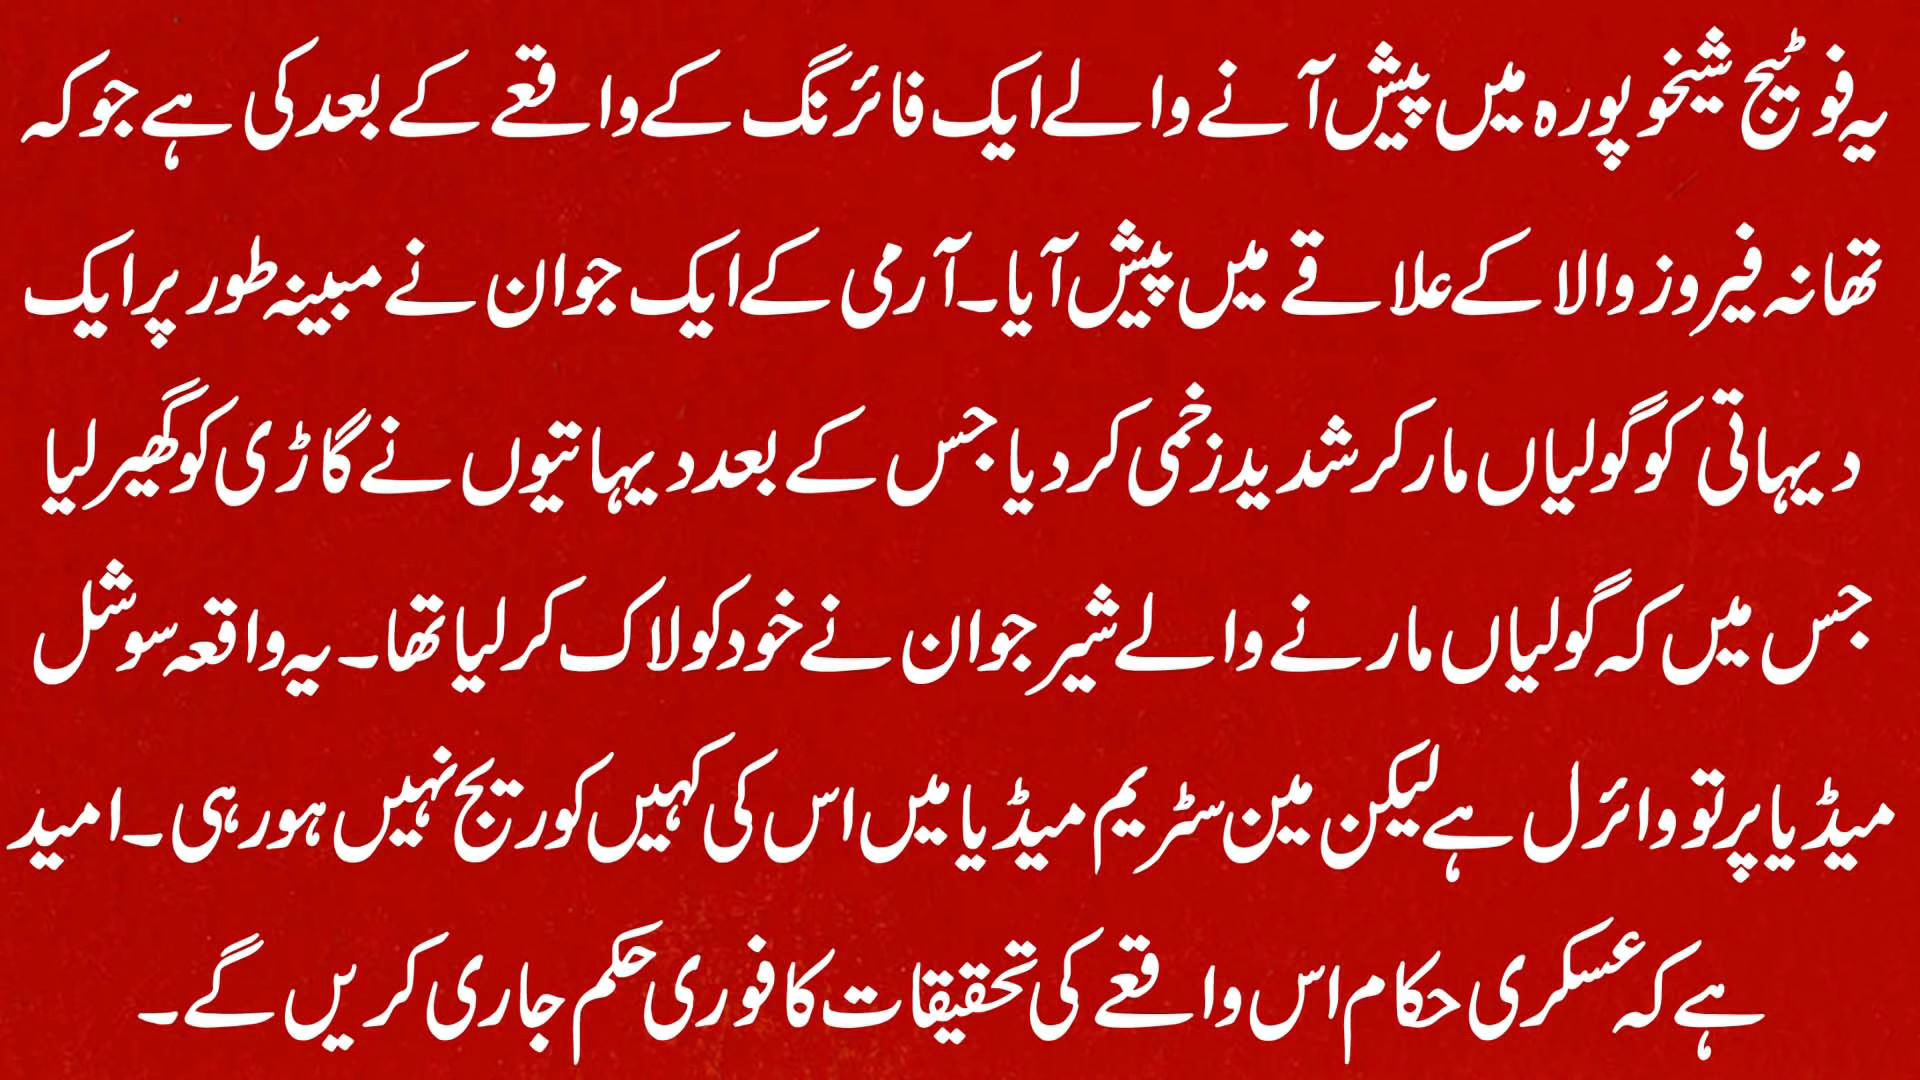 یہ فوٹیج شیخوپورہ میں پیش آنے والے ایک فائرنگ کے واقعے کے بعد کی ہے جو کہ
تھانہ فیروز والا کے علاقے میں پیش آیا۔ آرمی کے ایک جوان نے مبینہ طور پر ایک
دیہاتی کو گولیاں مار کر شدید زخمی کر دیا جس کے بعد دیہاتیوں نے گاڑی کو گھیر لیا
جس میں کہ گولیاں مارنے والے شیر جوان نے خود کو لاک کر لیا تھا۔ یہ واقعہ سوشل
میڈیا پر تو وائرل ہے لیکن مین سٹریم میڈیا میں اس کی کہیں کوریج نہیں ہو رہی۔ امید
ہے کہ عسکری حکام اس واقعے کی تحقیقات کا فوری حکم جاری کریں گے۔